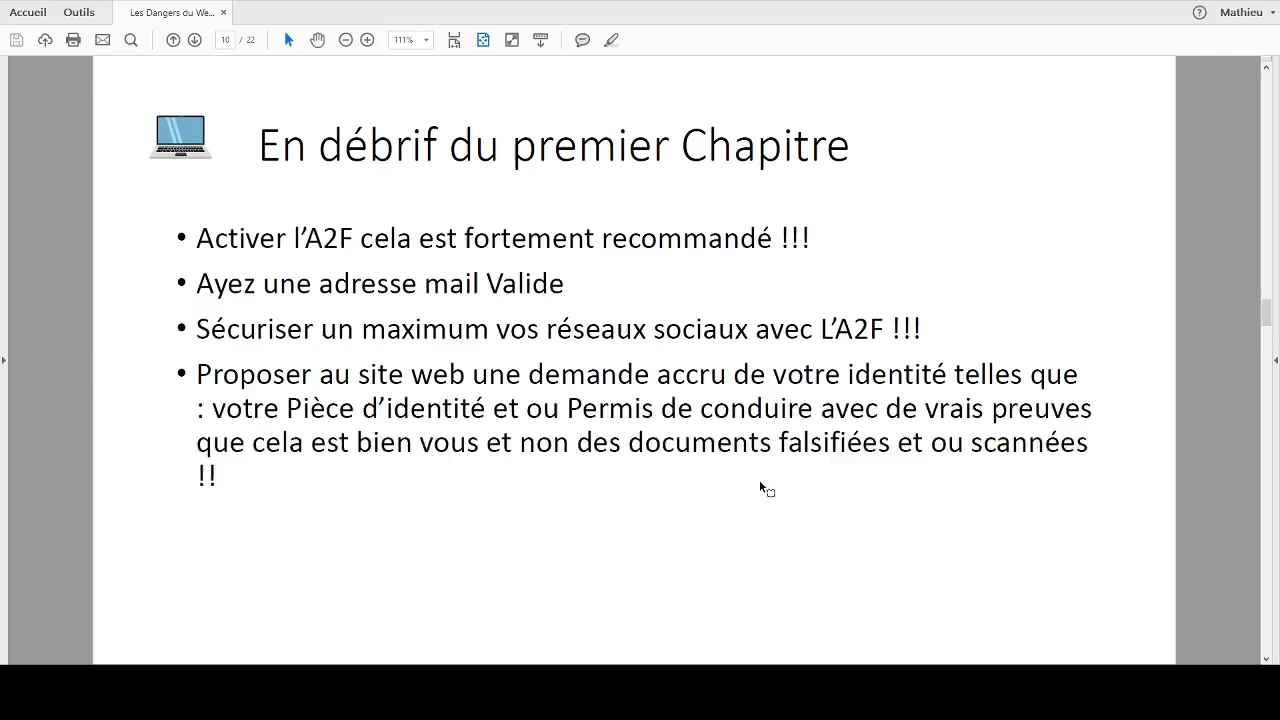 Accueil Outils Les Dangers du We... × ? Mathieu
10 / 22 111%
En débrif du premier Chapitre
• Activer l’A2F cela est fortement recommandé !!!
• Ayez une adresse mail Valide
• Sécuriser un maximum vos réseaux sociaux avec L’A2F !!!
• Proposer au site web une demande accru de votre identité telles que
: votre Pièce d’identité et ou Permis de conduire avec de vrais preuves
que cela est bien vous et non des documents falsifiées et ou scannées
!!